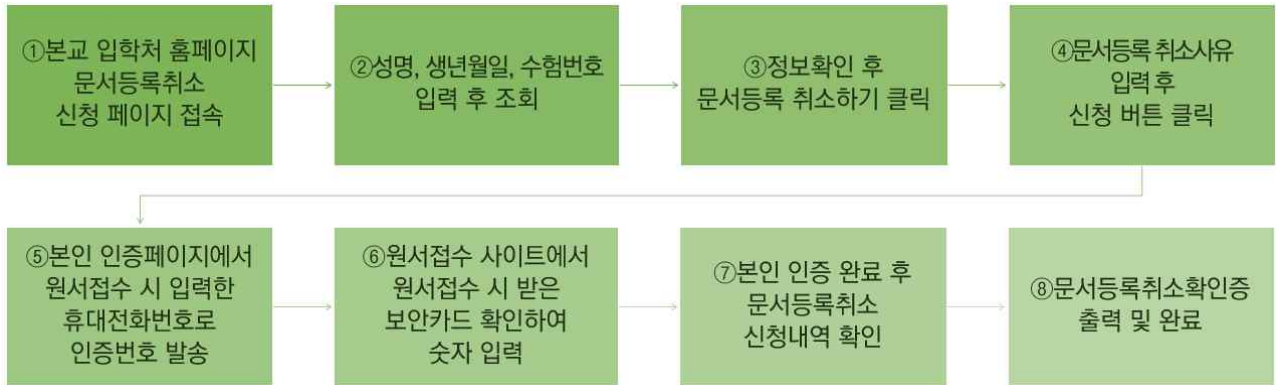 ①본교 입학처 홈페이지
문서등록취소
신청 페이지 접속
②성명, 생년월일, 수험번호
입력 후 조회
③정보확인 후
문서등록 취소하기 클릭
④문서등록 취소사유
입력 후
신청 버튼 클릭
⑤본인 인증페이지에서
원서접수 시 입력한
휴대전화번호로
인증번호 발송
⑥원서접수 사이트에서
원서접수 시 받은
보안카드 확인하여
숫자 입력
⑦본인 인증 완료 후
문서등록취소
신청내역 확인
⑧문서등록취소확인증
출력 및 완료